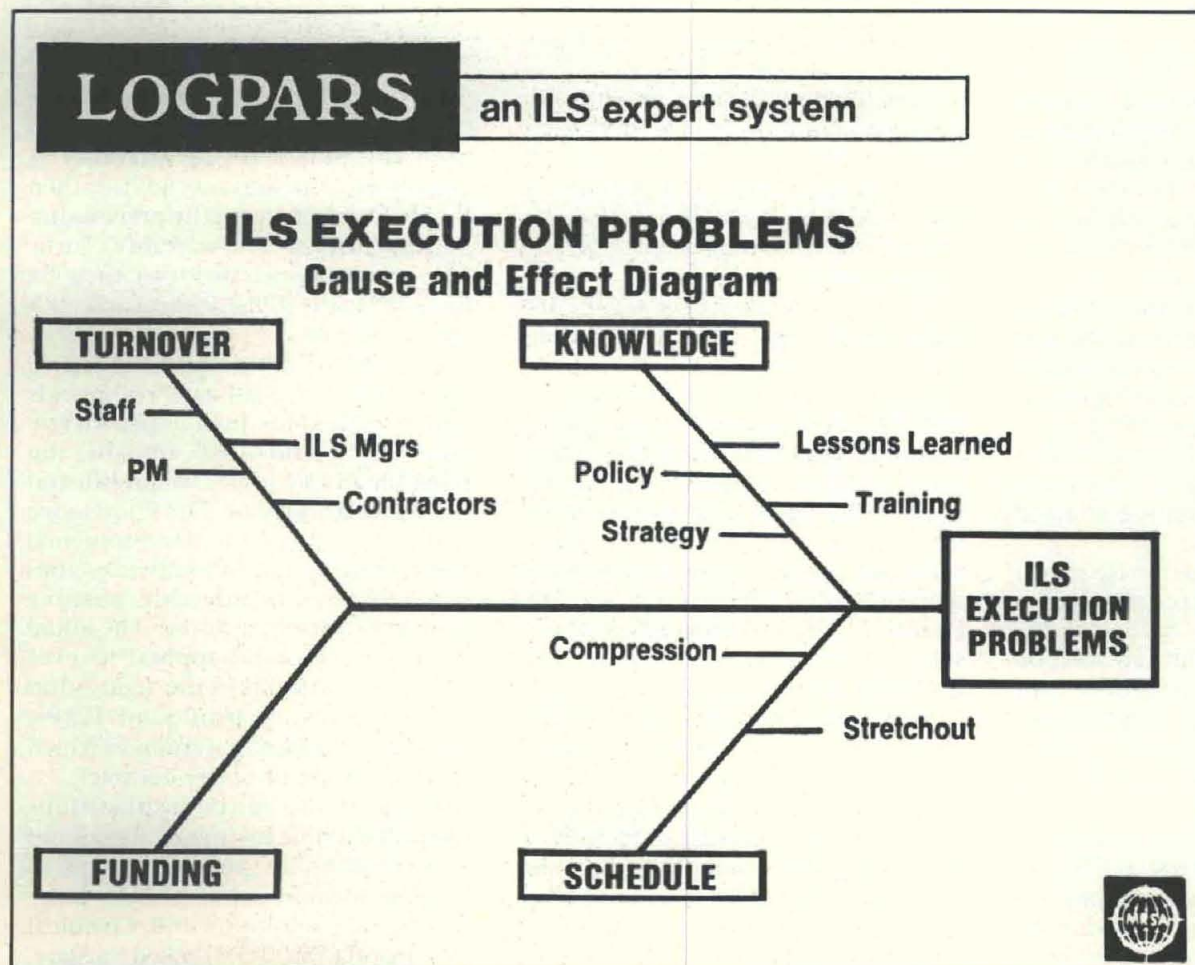 LOGPARS an ILS expert system
ILS EXECUTION PROBLEMS
Cause and Effect Diagram
TURNOVER
KNOWLEDGE
Staff
ILS Mgrs
PM
Contractors
Lessons Learned
Policy
Training
Strategy
ILS
EXECUTION
PROBLEMS
Compression
Stretchout
FUNDING
SCHEDULE
MRSA